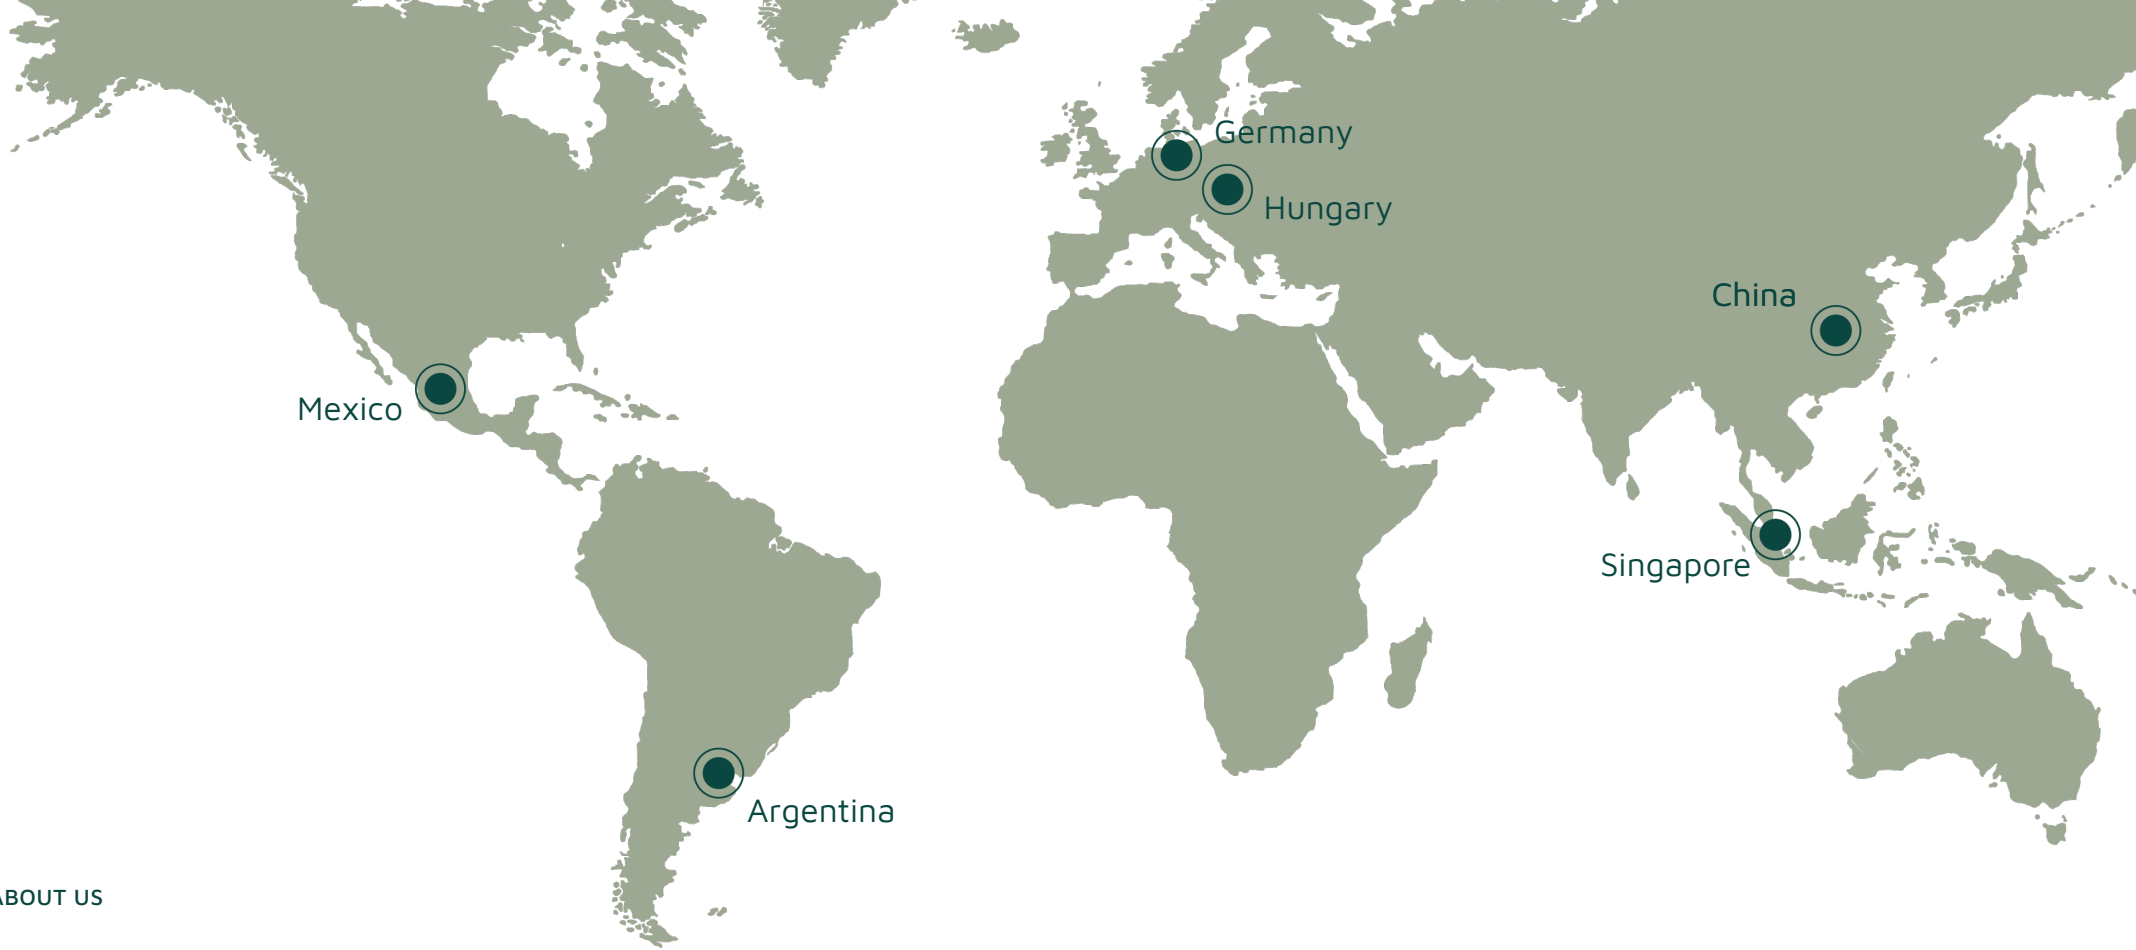 Germany
Hungary
China
Mexico
Singapore
Argentina
ABOUT US